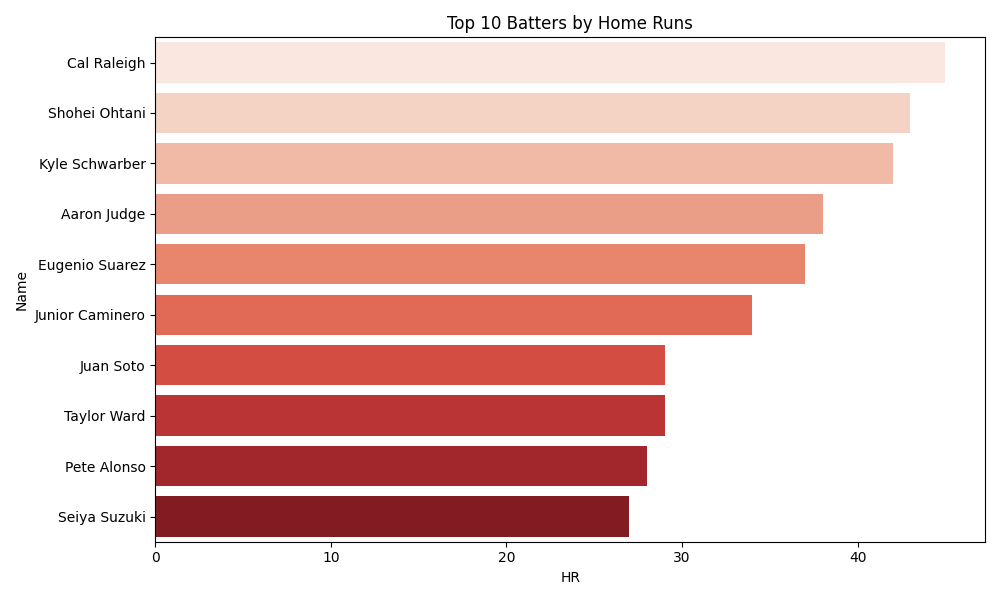 Top 10 Batters by Home Runs
Name
Cal Raleigh
Shohei Ohtani
Kyle Schwarber
Aaron Judge
Eugenio Suarez
Junior Caminero
Juan Soto
Taylor Ward
Pete Alonso
Seiya Suzuki
0 10 20 30 40
HR